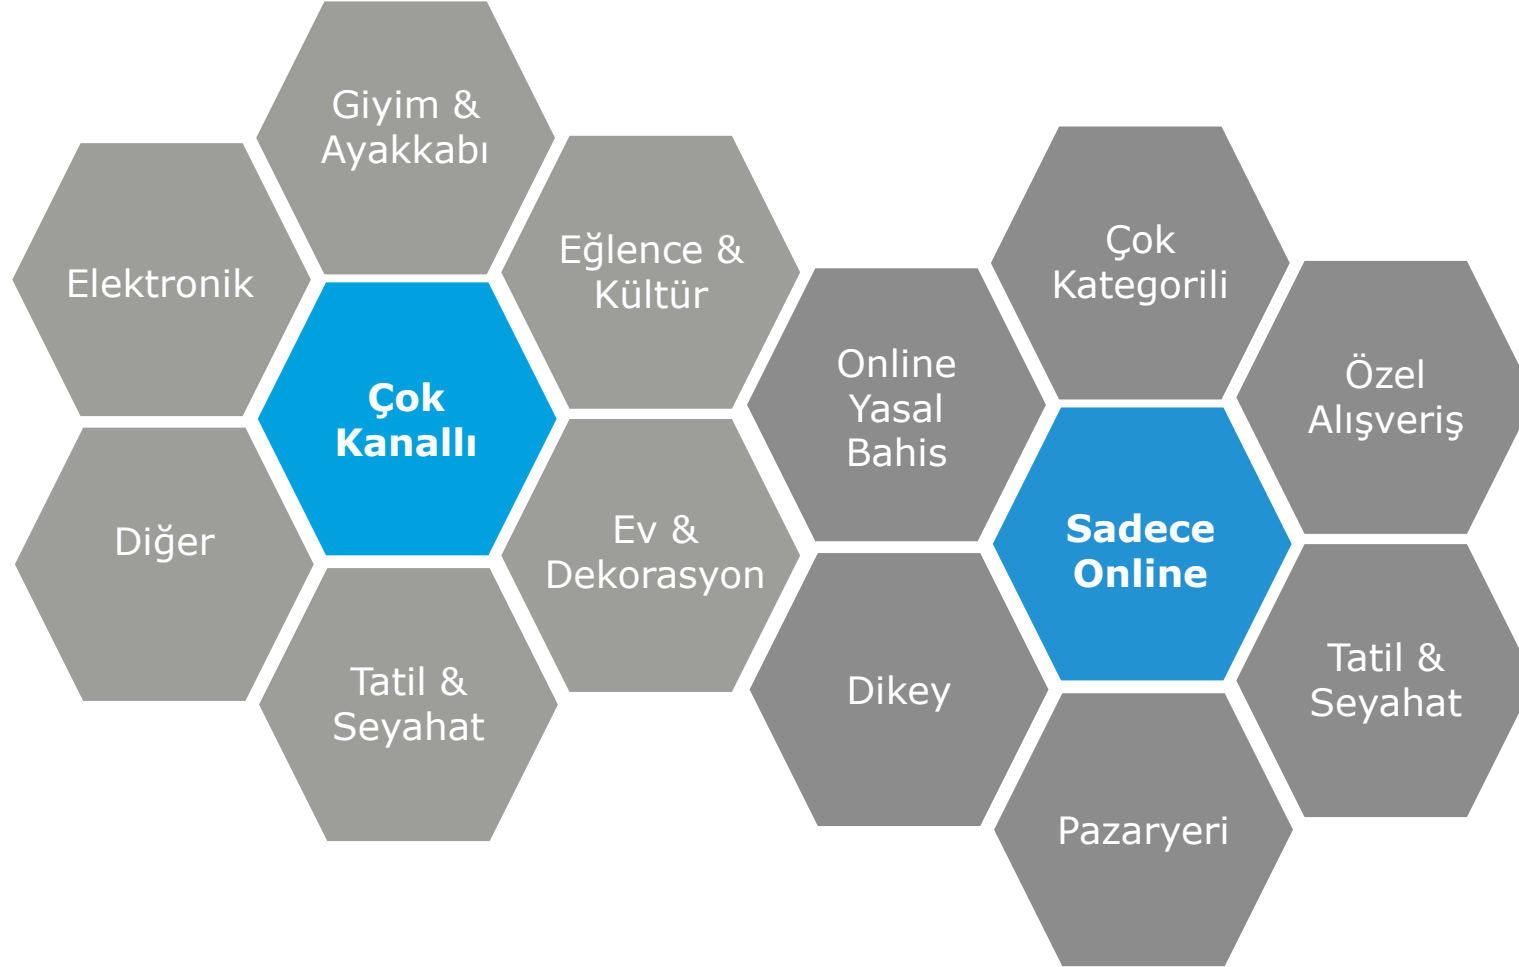 Giyim &
Ayakkabı
Elektronik
Eğlence &
Kültür
Çok
Kanallı
Diğer
Ev &
Dekorasyon
Tatil &
Seyahat
Çok
Kategorili
Online
Yasal
Bahis
Özel
Alışveriş
Sadece
Online
Dikey
Tatil &
Seyahat
Pazaryeri